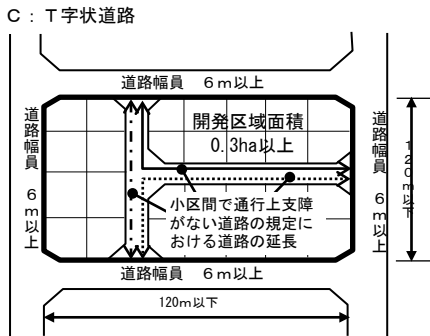 C：T字状道路
道路幅員　６ｍ以上
道路幅員　６ｍ以上
開発区域面積
0.3ha以上
道路幅員　６ｍ以上
１２０ｍ以下
小区間で通行上支障
がない道路の規定に
おける道路の延長
道路幅員　６ｍ以上
120m以下